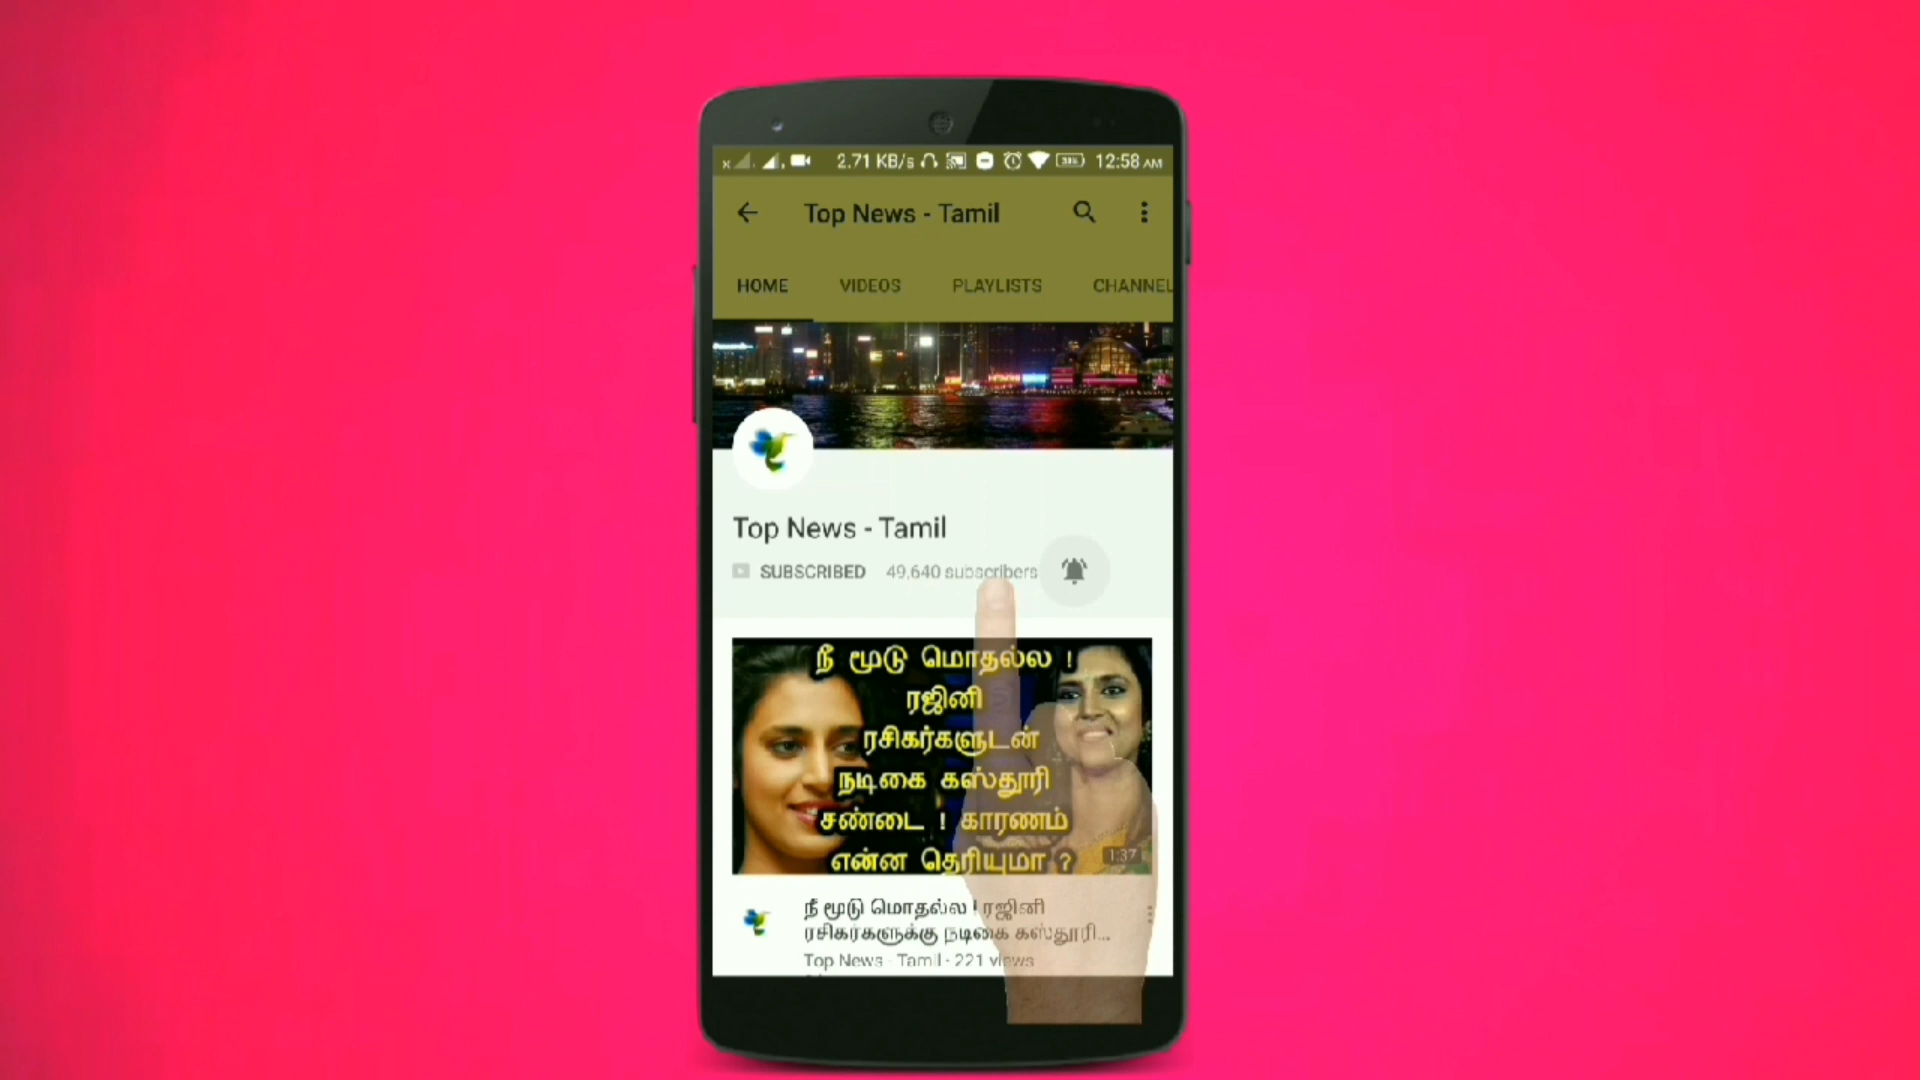 2.71 KB/s 12:58 AM
Top News - Tamil
HOME VIDEOS PLAYLISTS CHANNEL
Top News - Tamil
SUBSCRIBED 49,640 subscribers
நீ மூடு மொதல்ல !
ரஜினி
ரசிகர்களுடன்
நடிகை கஸ்தூரி
சண்டை ! காரணம்
என்ன தெரியுமா ?
1:37
நீ மூடு மொதல்ல ! ரஜினி
ரசிகர்களுக்கு நடிகை கஸ்தூரி...
Top News - Tamil · 221 views